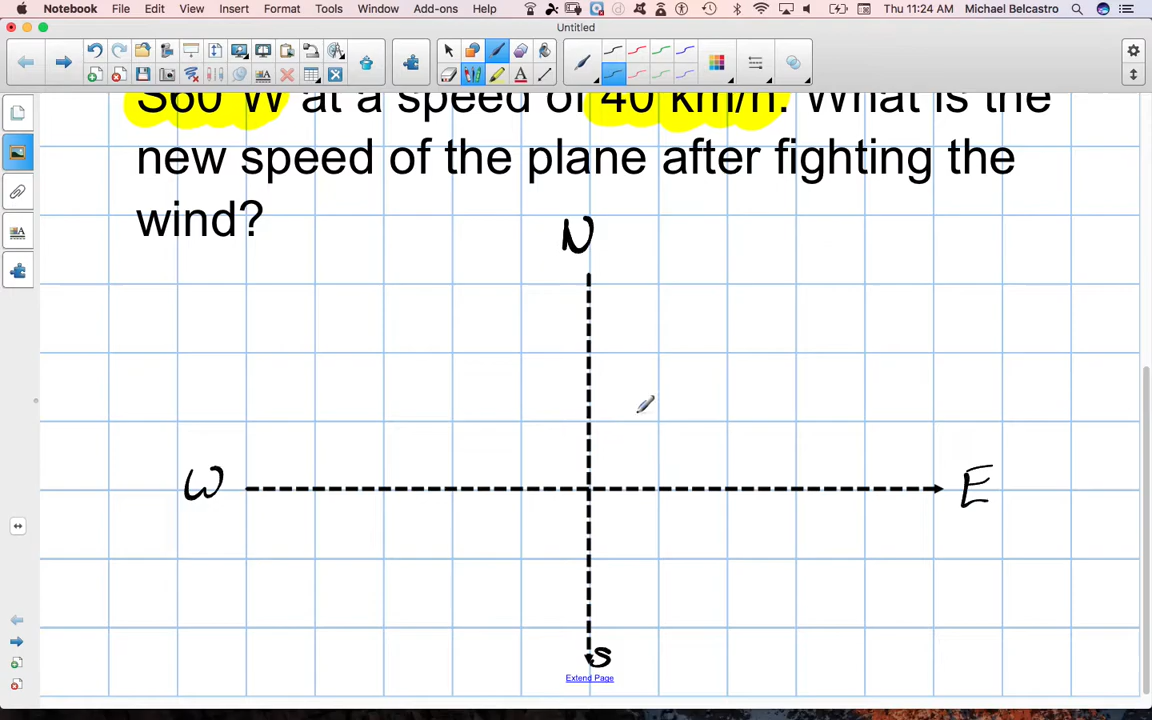 Notebook File Edit View Insert Format Tools Window Add-ons Help Thu 11:24 AM Michael Belcastro
Untitled
S60 W at a speed of 40 km/h. What is the
new speed of the plane after fighting the
wind?
N
W E
S
Extend Page